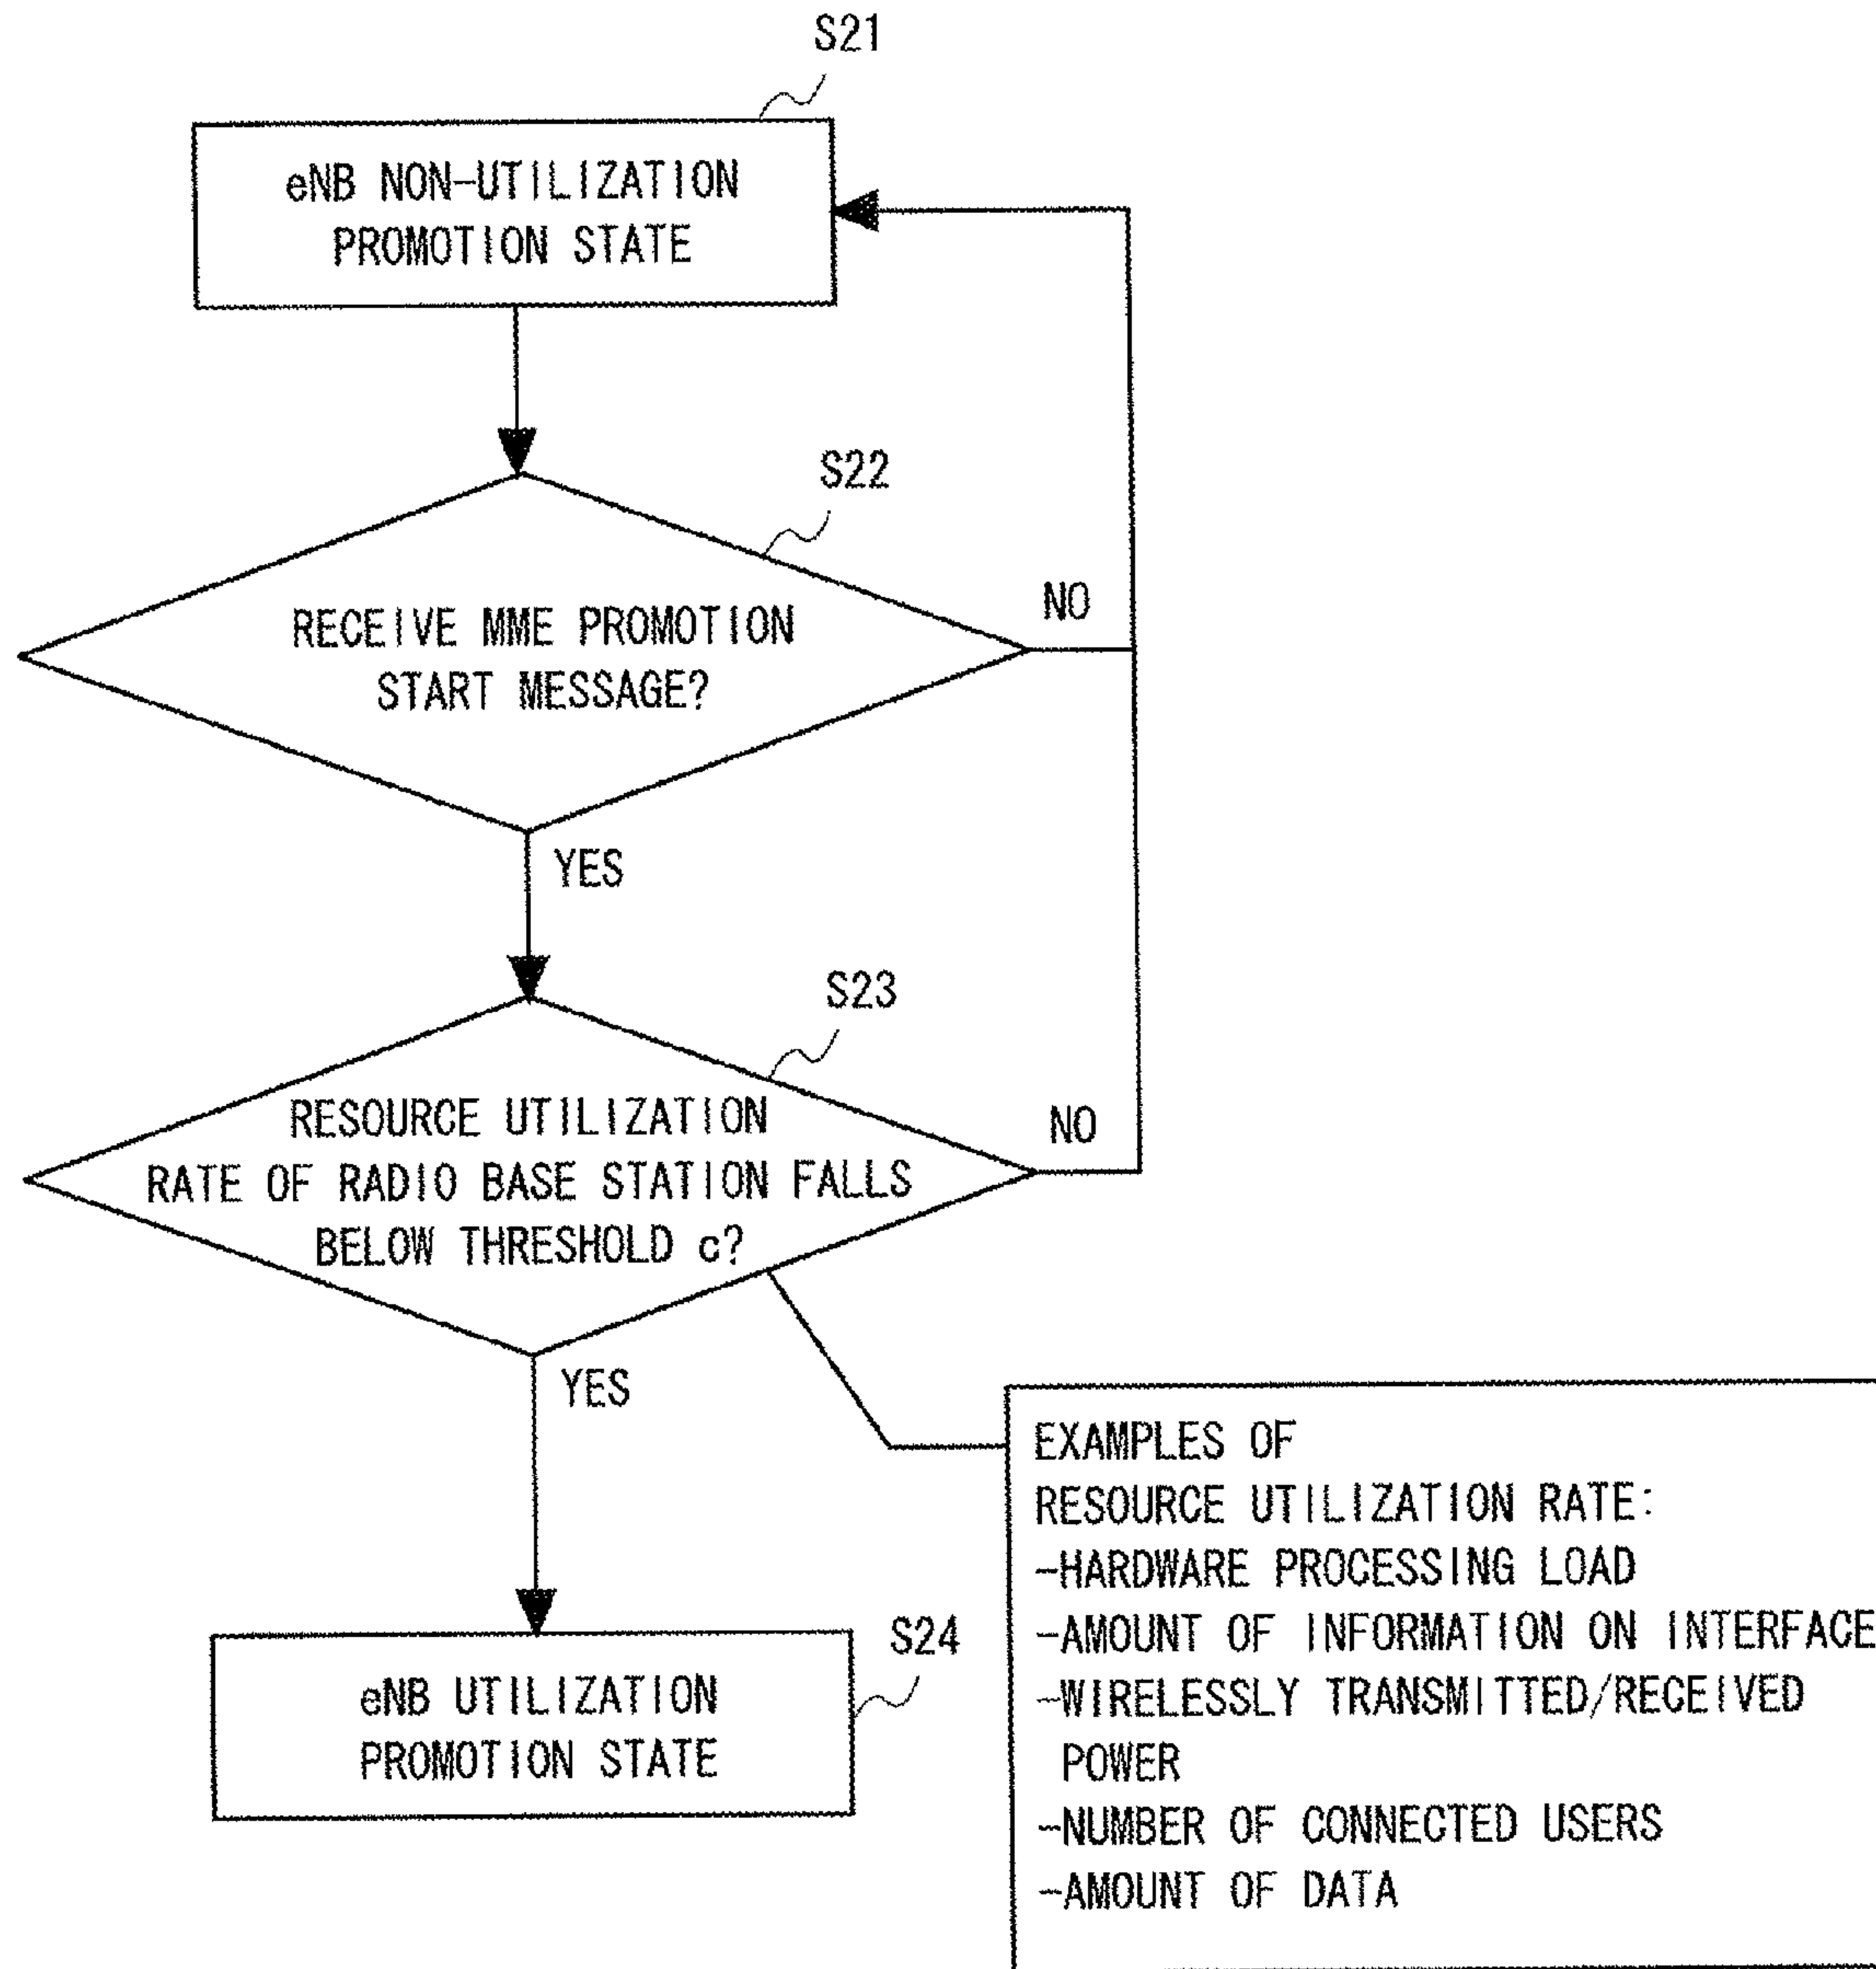 S21
eNB NON-UTILIZATION
PROMOTION STATE
S22
RECEIVE MME PROMOTION
START MESSAGE?
NO
YES
S23
RESOURCE UTILIZATION
RATE OF RADIO BASE STATION FALLS
BELOW THRESHOLD c?
NO
YES
EXAMPLES OF
RESOURCE UTILIZATION RATE:
-HARDWARE PROCESSING LOAD
-AMOUNT OF INFORMATION ON INTERFACE
-WIRELESSLY TRANSMITTED/RECEIVED
POWER
-NUMBER OF CONNECTED USERS
-AMOUNT OF DATA
S24
eNB UTILIZATION
PROMOTION STATE